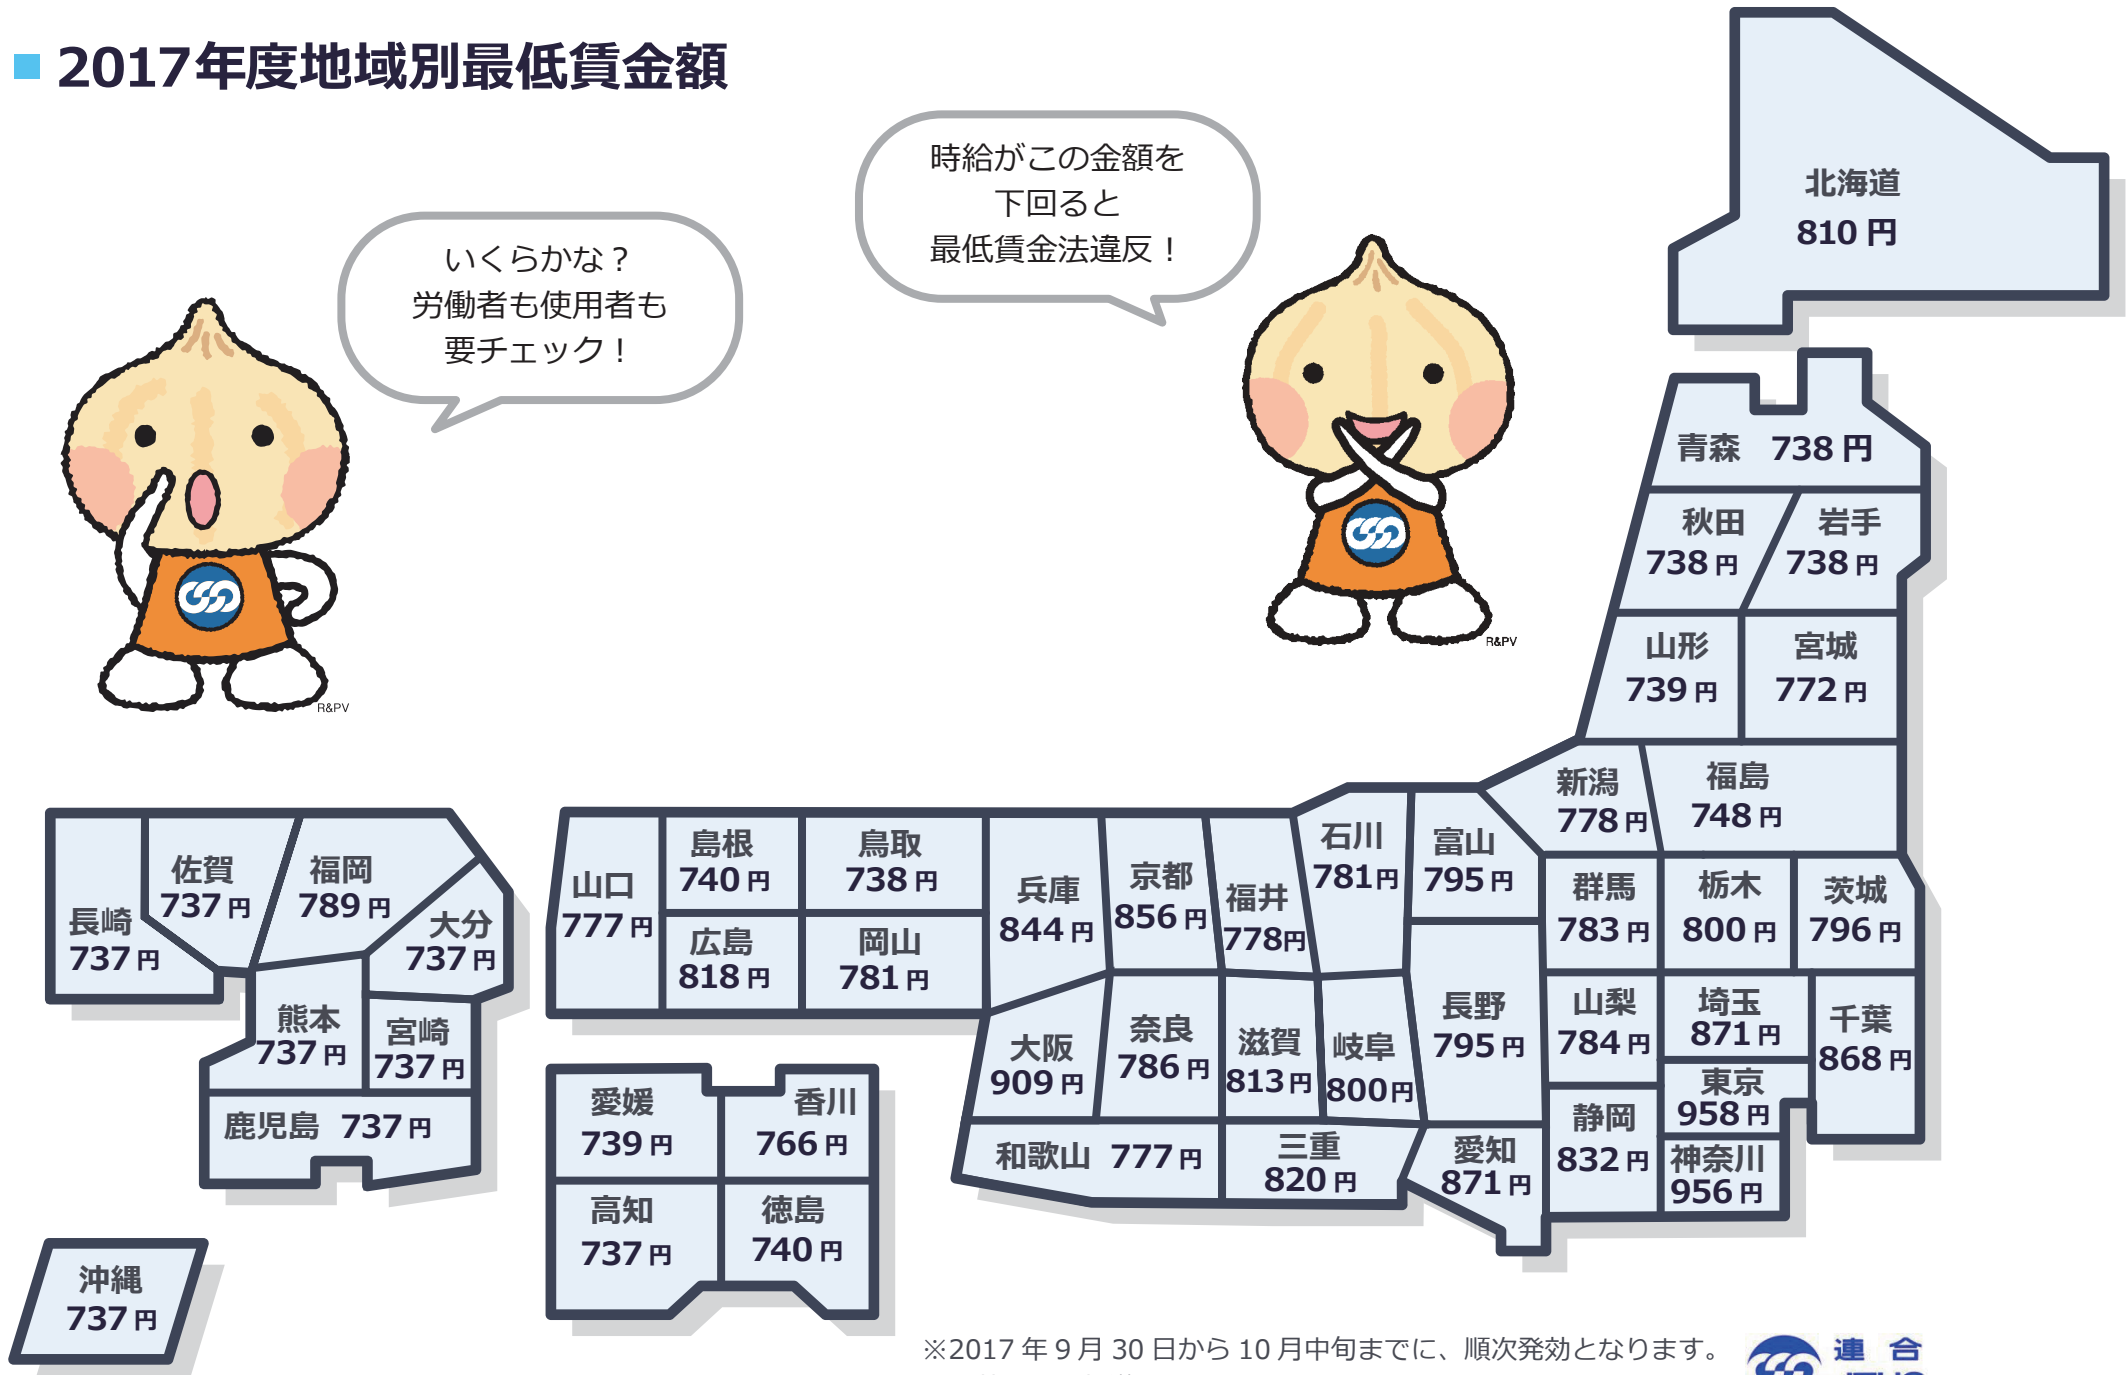 2017年度地域別最低賃金額
時給がこの金額を
下回ると
最低賃金法違反！
いくらかな？
労働者も使用者も
要チェック！
R&PV
R&PV
北海道
810 円
青森 738 円
秋田
738 円
岩手
738 円
山形
739 円
宮城
772 円
新潟
778 円
福島
748 円
群馬
783 円
栃木
800 円
茨城
796 円
山梨
784 円
埼玉
871 円
千葉
868 円
東京
958 円
神奈川
956 円
静岡
832 円
石川
781 円
富山
795 円
長野
795 円
愛知
871 円
福井
778 円
岐阜
800 円
滋賀
813 円
三重
820 円
京都
856 円
奈良
786 円
兵庫
844 円
大阪
909 円
和歌山 777 円
鳥取
738 円
岡山
781 円
島根
740 円
広島
818 円
山口
777 円
愛媛
739 円
香川
766 円
高知
737 円
徳島
740 円
福岡
789 円
佐賀
737 円
長崎
737 円
大分
737 円
熊本
737 円
宮崎
737 円
鹿児島 737 円
沖縄
737 円
※2017 年 9 月 30 日から 10 月中旬までに、順次発効となります。
連合